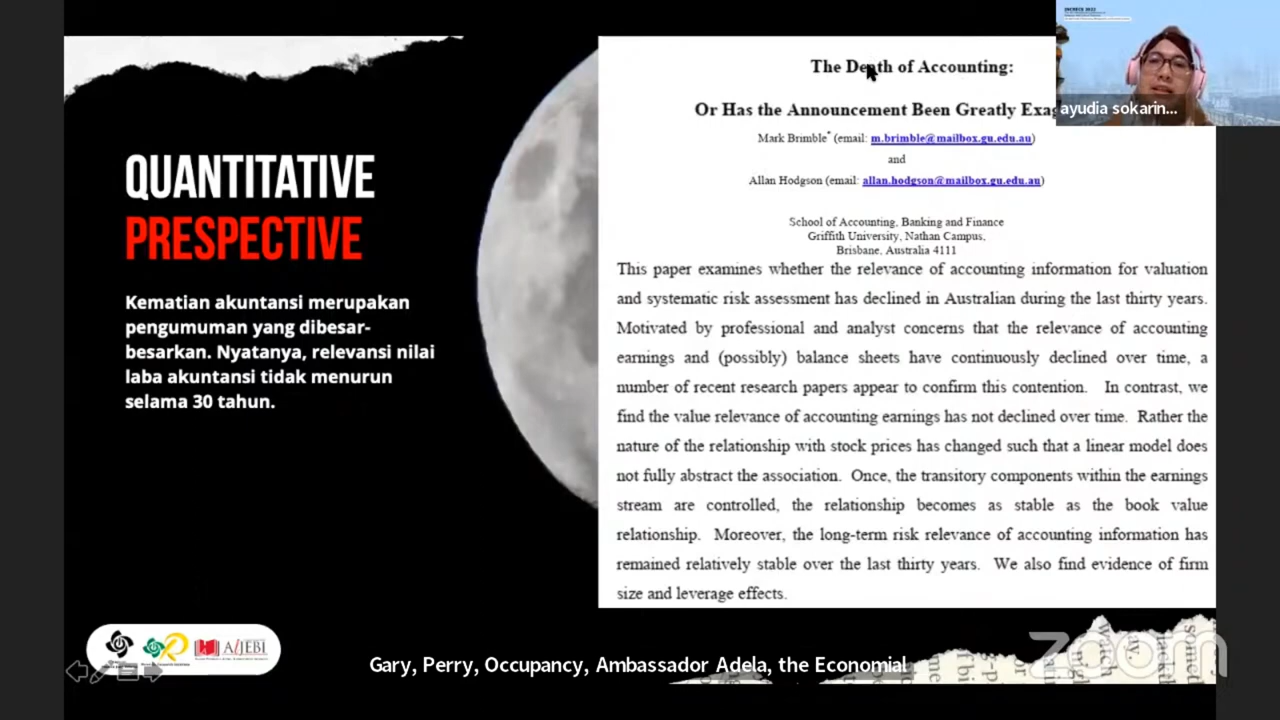 QUANTITATIVE
PRESPECTIVE
Kematian akuntansi merupakan
pengumuman yang dibesar-
besarkan. Nyatanya, relevansi nilai
laba akuntansi tidak menurun
selama 30 tahun.
The Death of Accounting:
Or Has the Announcement Been Greatly Exag
Mark Brimble* (email: m.brimble@mailbox.gu.edu.au)
and
Allan Hodgson (email: allan.hodgson@mailbox.gu.edu.au)
School of Accounting, Banking and Finance
Griffith University, Nathan Campus,
Brisbane, Australia 4111
This paper examines whether the relevance of accounting information for valuation
and systematic risk assessment has declined in Australian during the last thirty years.
Motivated by professional and analyst concerns that the relevance of accounting
earnings and (possibly) balance sheets have continuously declined over time, a
number of recent research papers appear to confirm this contention. In contrast, we
find the value relevance of accounting earnings has not declined over time. Rather the
nature of the relationship with stock prices has changed such that a linear model does
not fully abstract the association. Once, the transitory components within the earnings
stream are controlled, the relationship becomes as stable as the book value
relationship. Moreover, the long-term risk relevance of accounting information has
remained relatively stable over the last thirty years. We also find evidence of firm
size and leverage effects.
ayudia sokarin...
Gary, Perry, Occupancy, Ambassador Adela, the Economial
zoom